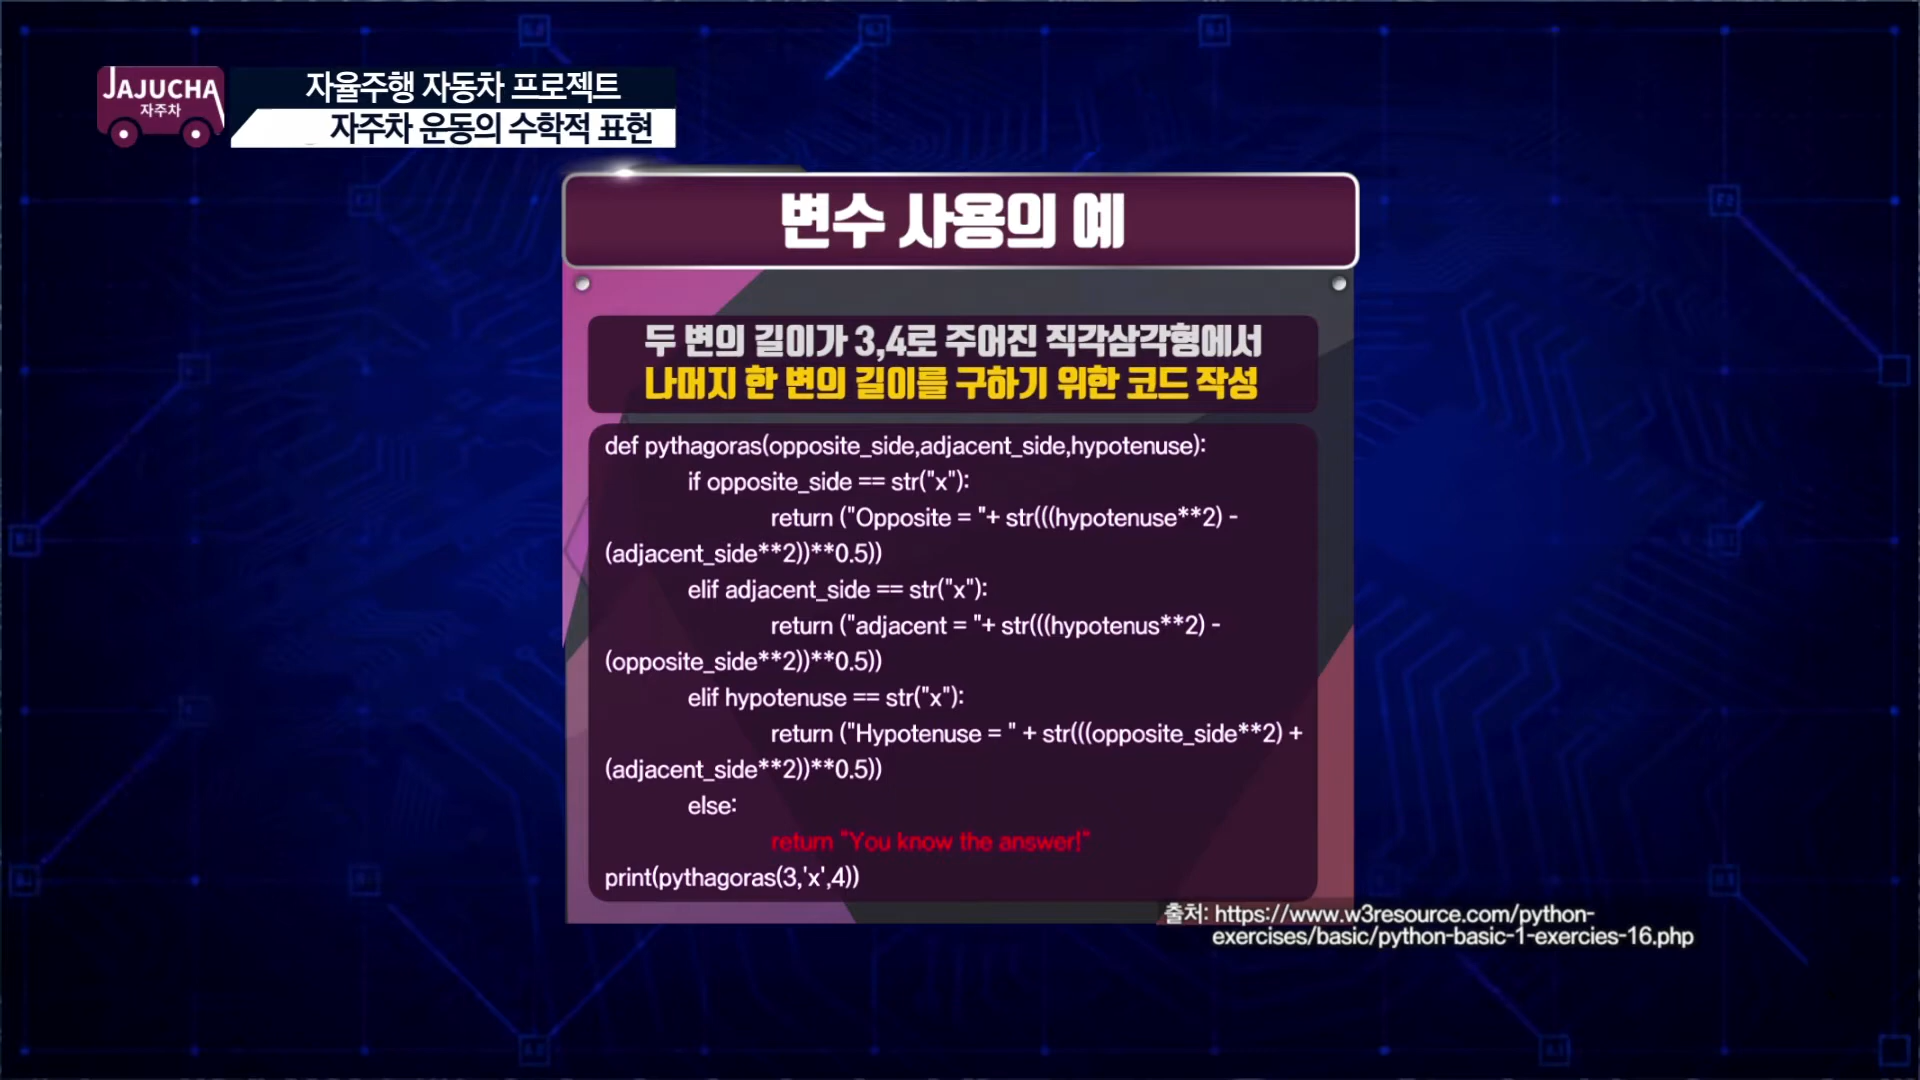 JAJUCHA
자주차
자율주행 자동차 프로젝트
자주차 운동의 수학적 표현
변수 사용의 예
두 변의 길이가 3,4로 주어진 직각삼각형에서
나머지 한 변의 길이를 구하기 위한 코드 작성
def pythagoras(opposite_side,adjacent_side,hypotenuse):
if opposite_side == str("x"):
return ("Opposite = "+ str(((hypotenuse**2) -
(adjacent_side**2))**0.5))
elif adjacent_side == str("x"):
return ("adjacent = "+ str(((hypotenus**2) -
(opposite_side**2))**0.5))
elif hypotenuse == str("x"):
return ("Hypotenuse = " + str(((opposite_side**2) +
(adjacent_side**2))**0.5))
else:
return "You know the answer!"
print(pythagoras(3,'x',4))
출처: https://www.w3resource.com/python-
exercises/basic/python-basic-1-exercies-16.php